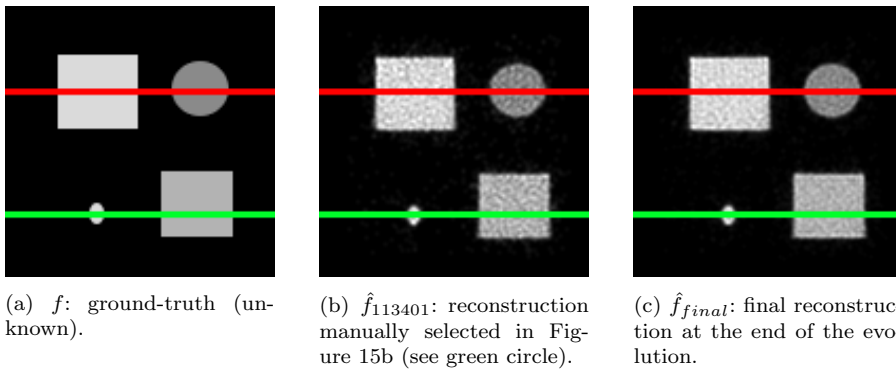 (a) f: ground-truth (un-
known).
(b) f̂₁₁₃₄₀₁: reconstruction
manually selected in Fig-
ure 15b (see green circle).
(c) f̂_final: final reconstruc
tion at the end of the evo
lution.